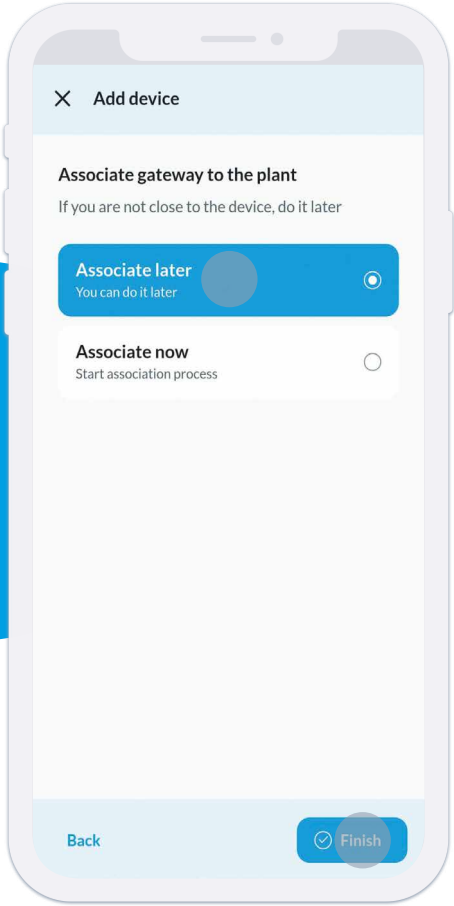 Add device
Associate gateway to the plant
If you are not close to the device, do it later
Associate later
You can do it later
Associate now
Start association process
Back
Finish